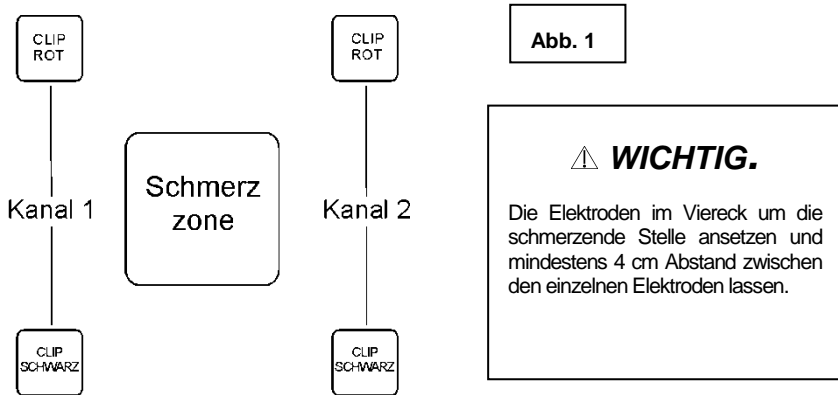 CLIP
ROT
CLIP
ROT
Abb. 1
Kanal 1
Schmerz
zone
Kanal 2
CLIP
SCHWARZ
CLIP
SCHWARZ
⚠ WICHTIG.
Die Elektroden im Viereck um die
schmerzende Stelle ansetzen und
mindestens 4 cm Abstand zwischen
den einzelnen Elektroden lassen.